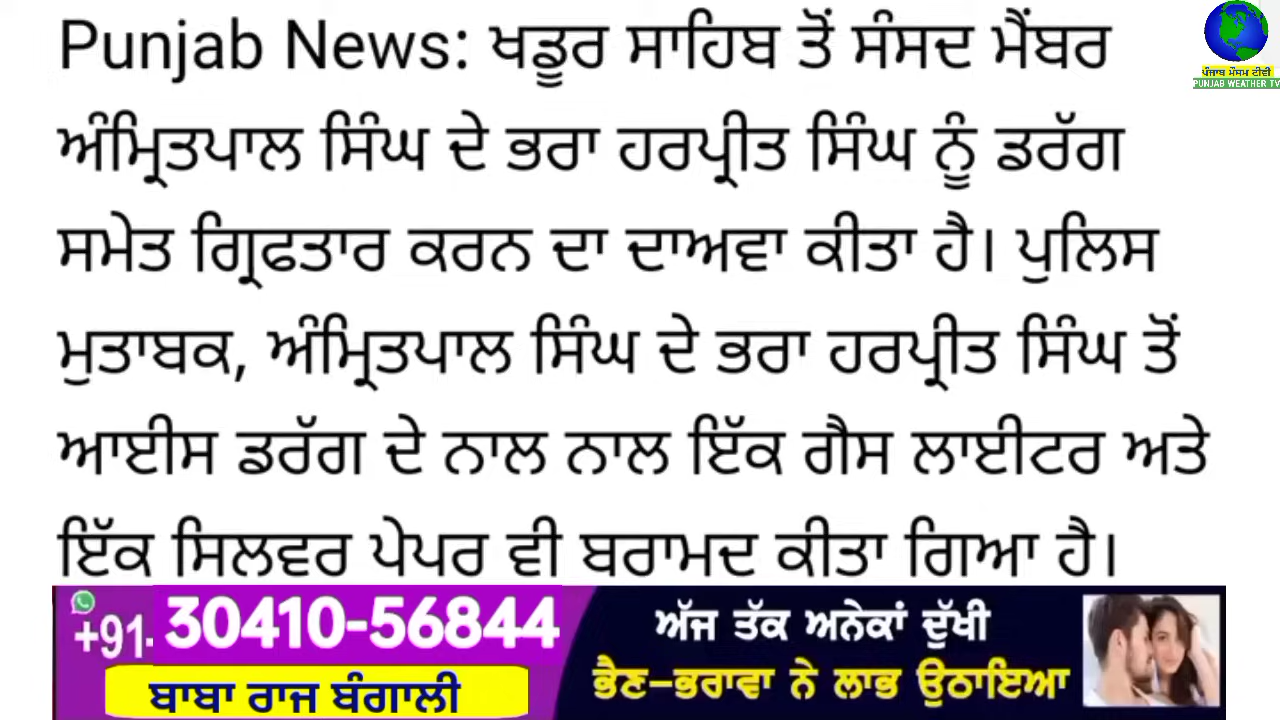 Punjab News: ਖਡੂਰ ਸਾਹਿਬ ਤੋਂ ਸੰਸਦ ਮੈਂਬਰ
ਅੰਮ੍ਰਿਤਪਾਲ ਸਿੰਘ ਦੇ ਭਰਾ ਹਰਪ੍ਰੀਤ ਸਿੰਘ ਨੂੰ ਡਰੱਗ
ਸਮੇਤ ਗ੍ਰਿਫਤਾਰ ਕਰਨ ਦਾ ਦਾਅਵਾ ਕੀਤਾ ਹੈ। ਪੁਲਿਸ
ਮੁਤਾਬਕ, ਅੰਮ੍ਰਿਤਪਾਲ ਸਿੰਘ ਦੇ ਭਰਾ ਹਰਪ੍ਰੀਤ ਸਿੰਘ ਤੋਂ
ਆਈਸ ਡਰੱਗ ਦੇ ਨਾਲ ਨਾਲ ਇੱਕ ਗੈਸ ਲਾਈਟਰ ਅਤੇ
ਇੱਕ ਸਿਲਵਰ ਪੇਪਰ ਵੀ ਬਰਾਮਦ ਕੀਤਾ ਗਿਆ ਹੈ।
ਪੰਜਾਬ ਮੌਸਮ ਟੀਵੀ
PUNJAB WEATHER TV
+91. 30410-56844
ਬਾਬਾ ਰਾਜ ਬੰਗਾਲੀ
ਅੱਜ ਤੱਕ ਅਨੇਕਾਂ ਦੁੱਖੀ
ਭੈਣ-ਭਰਾਵਾ ਨੇ ਲਾਭ ਉਠਾਇਆ